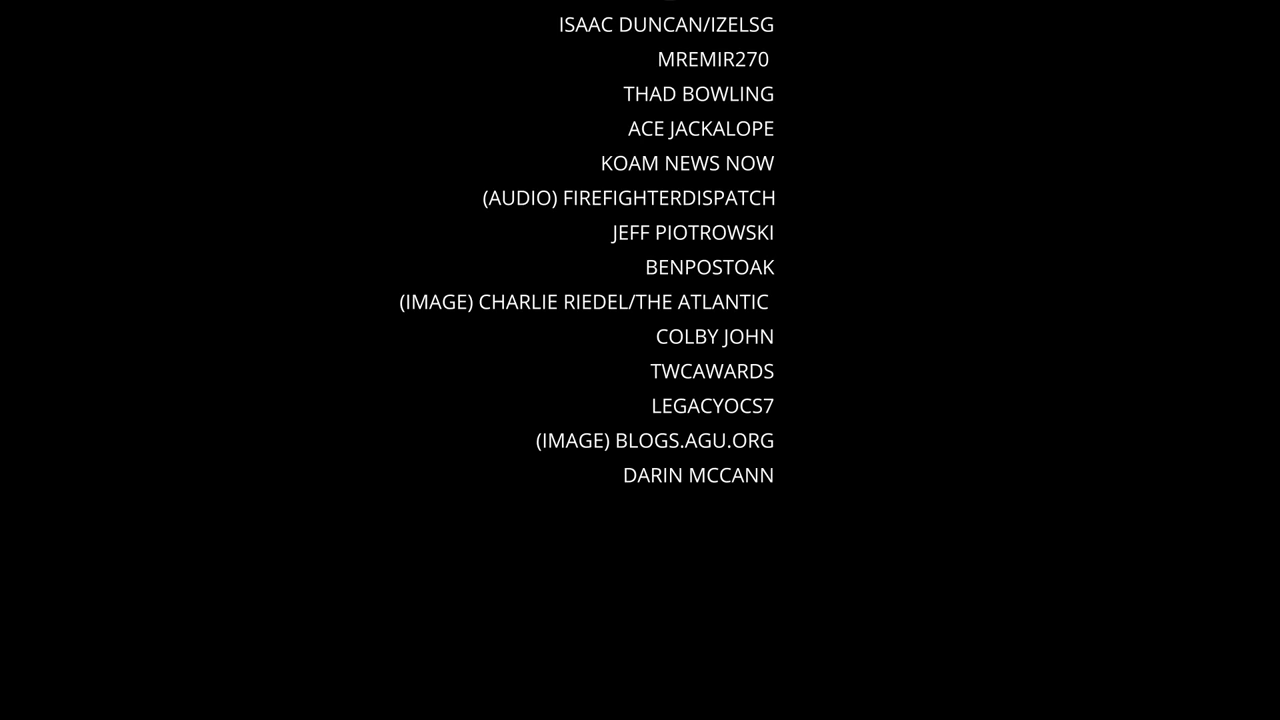 ISAAC DUNCAN/IZELSG
MREMIR270
THAD BOWLING
ACE JACKALOPE
KOAM NEWS NOW
(AUDIO) FIREFIGHTERDISPATCH
JEFF PIOTROWSKI
BENPOSTOAK
(IMAGE) CHARLIE RIEDEL/THE ATLANTIC
COLBY JOHN
TWCAWARDS
LEGACYOCS7
(IMAGE) BLOGS.AGU.ORG
DARIN MCCANN